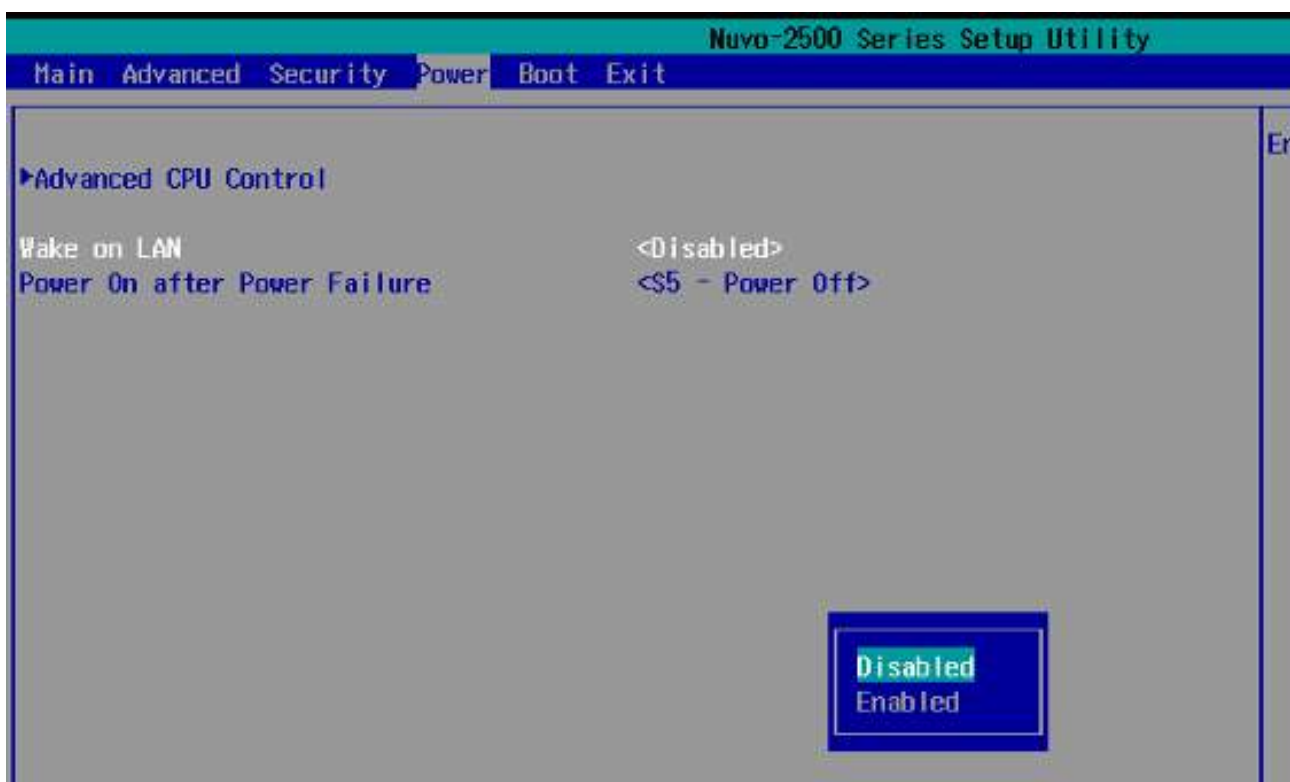 Nuvo-2500 Series Setup Utility
Main Advanced Security Power Boot Exit
Er
▶Advanced CPU Control
Wake on LAN <Disabled>
Power On after Power Failure <S5 - Power Off>
Disabled
Enabled